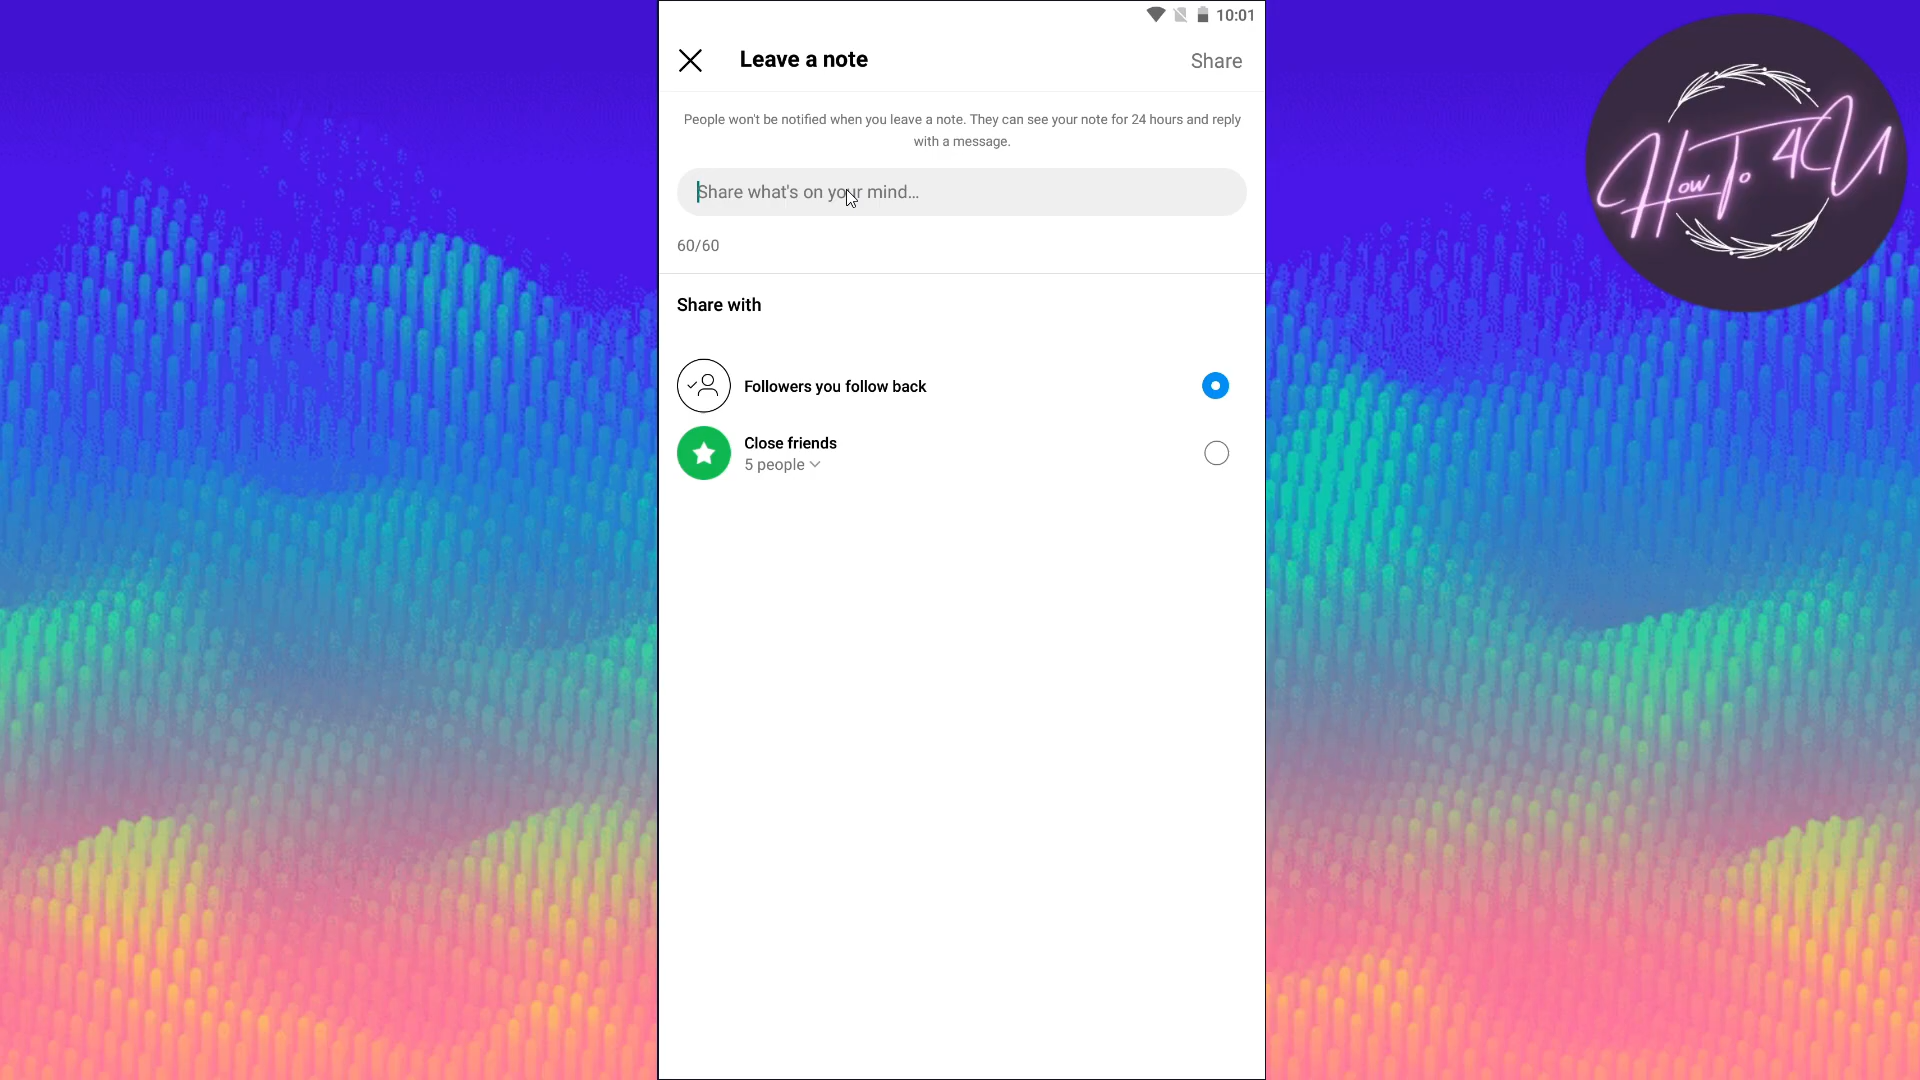 10:01
Leave a note
Share
People won't be notified when you leave a note. They can see your note for 24 hours and reply
with a message.
Share what's on your mind...
60/60
Share with
Followers you follow back
Close friends
5 people
How To 4U